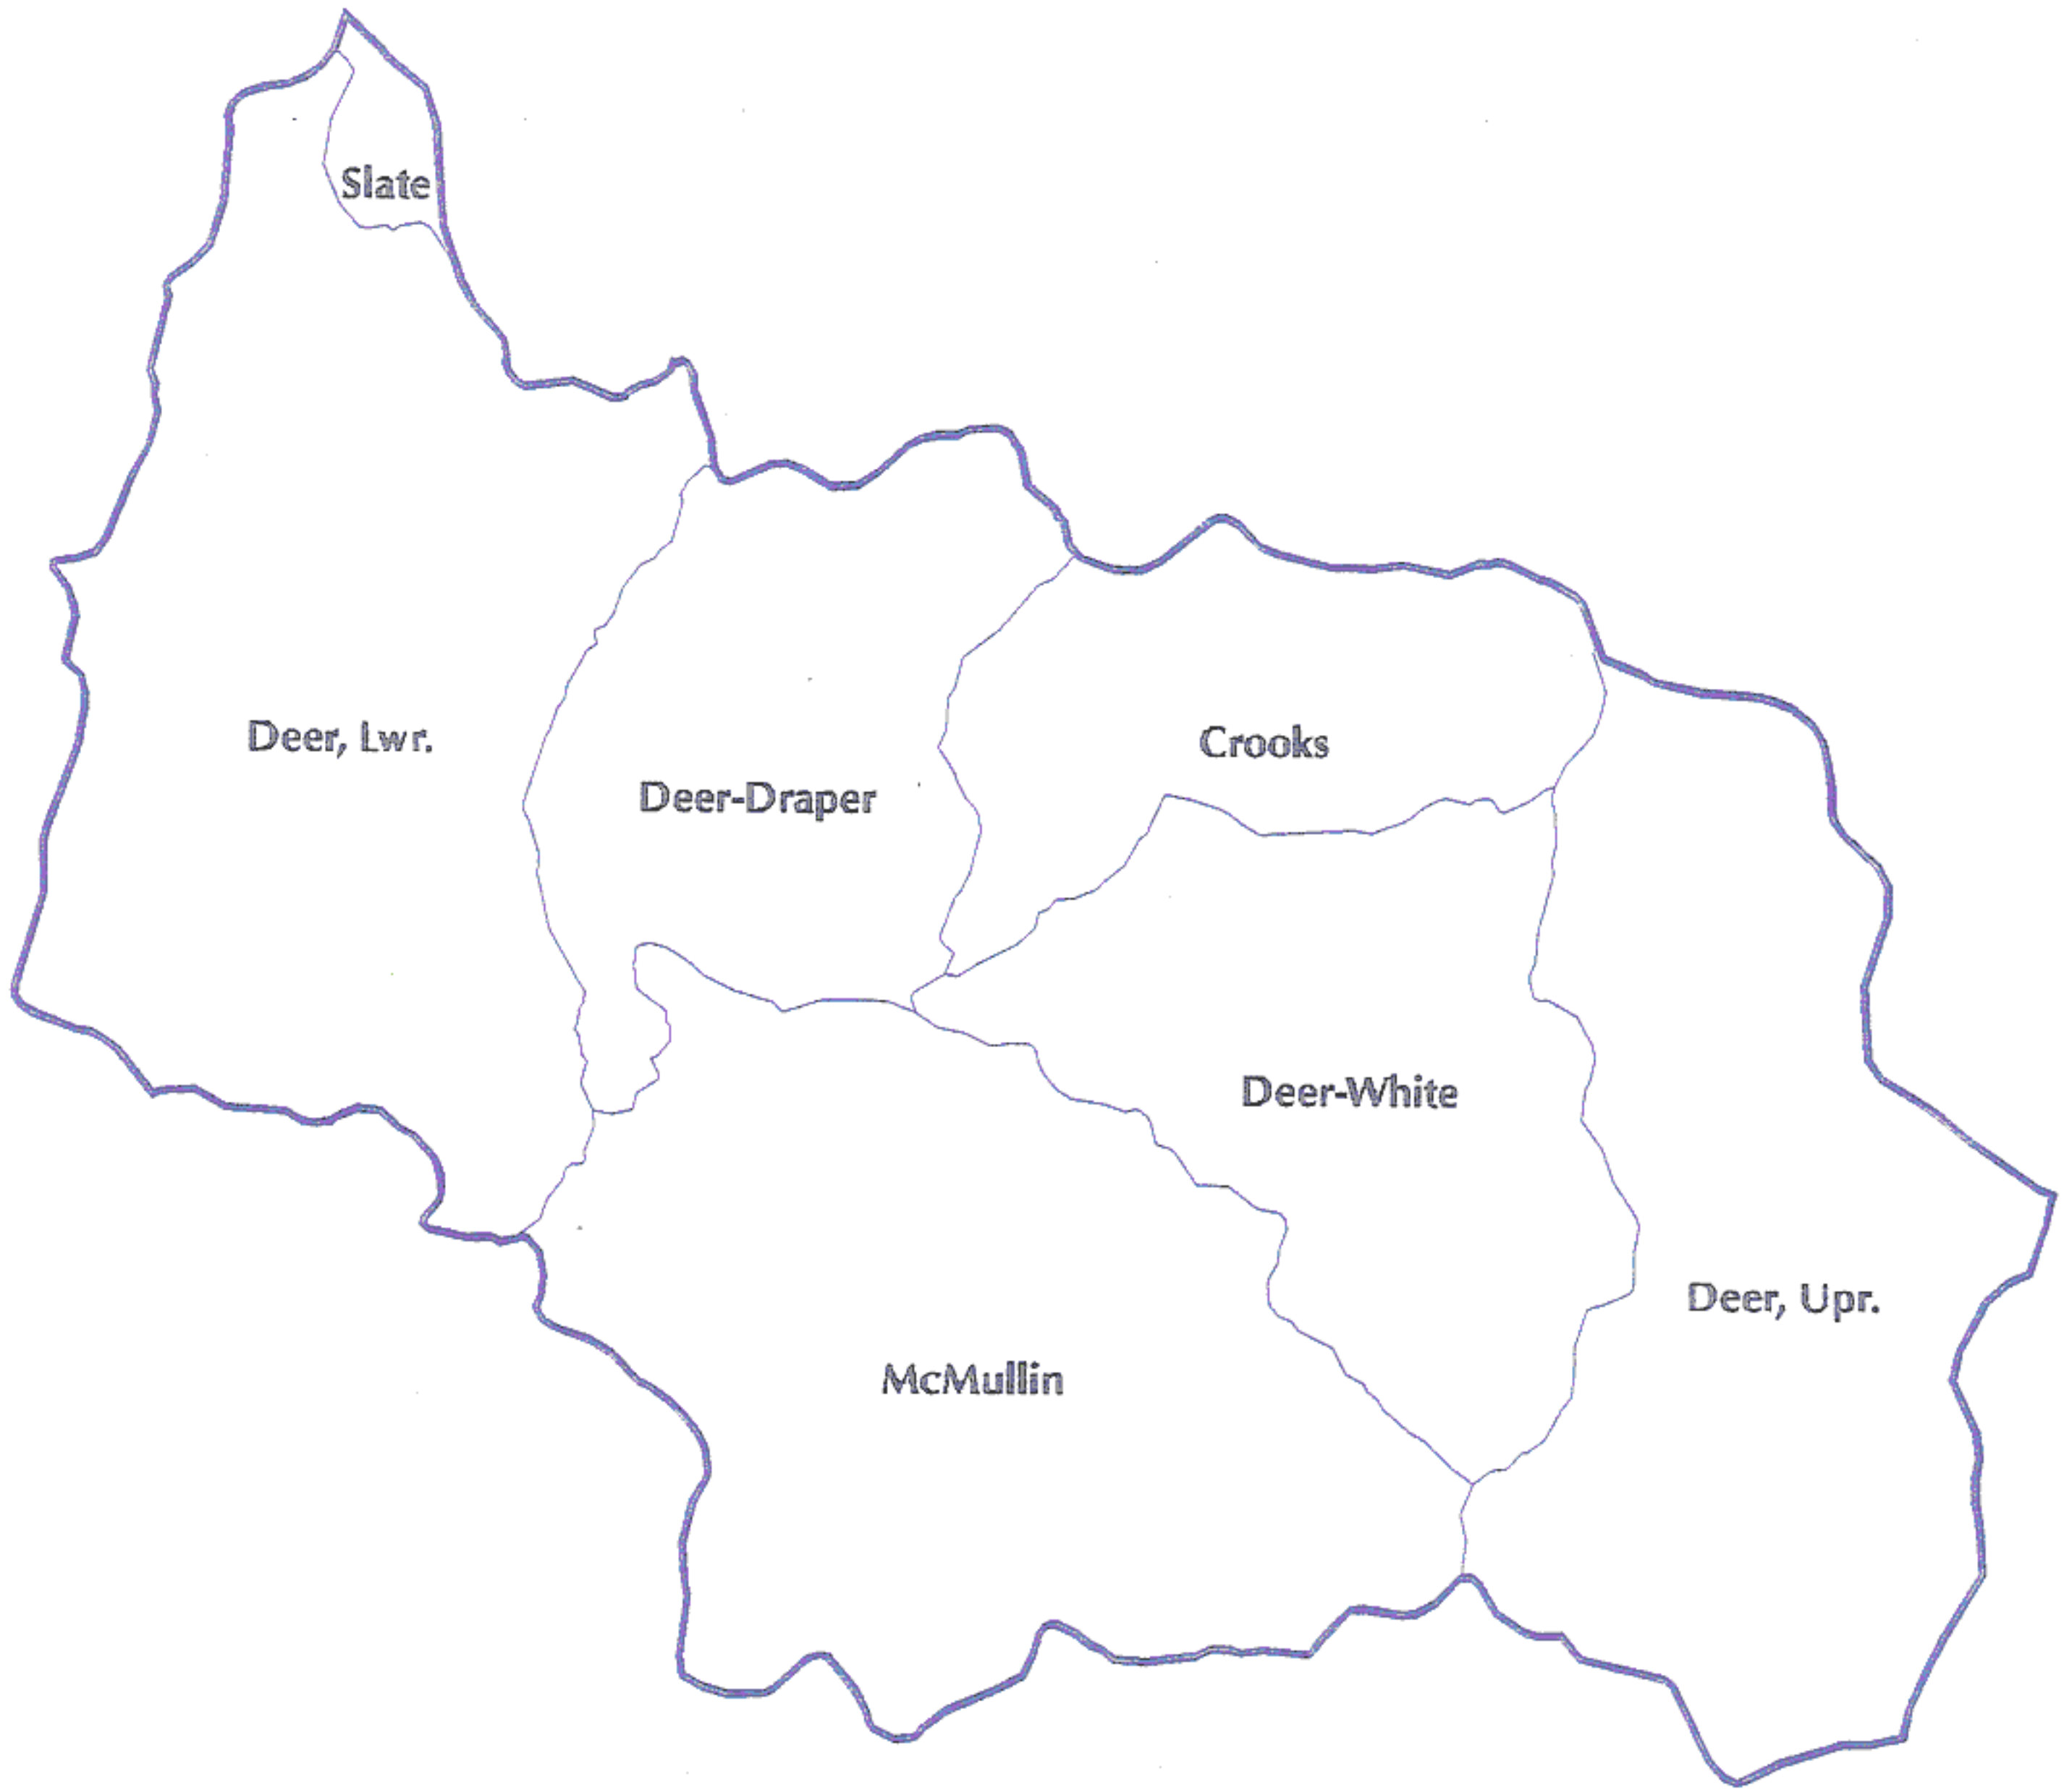 Slate
Deer, Lwr.
Deer-Draper
Crooks
Deer-White
Deer, Upr.
McMullin